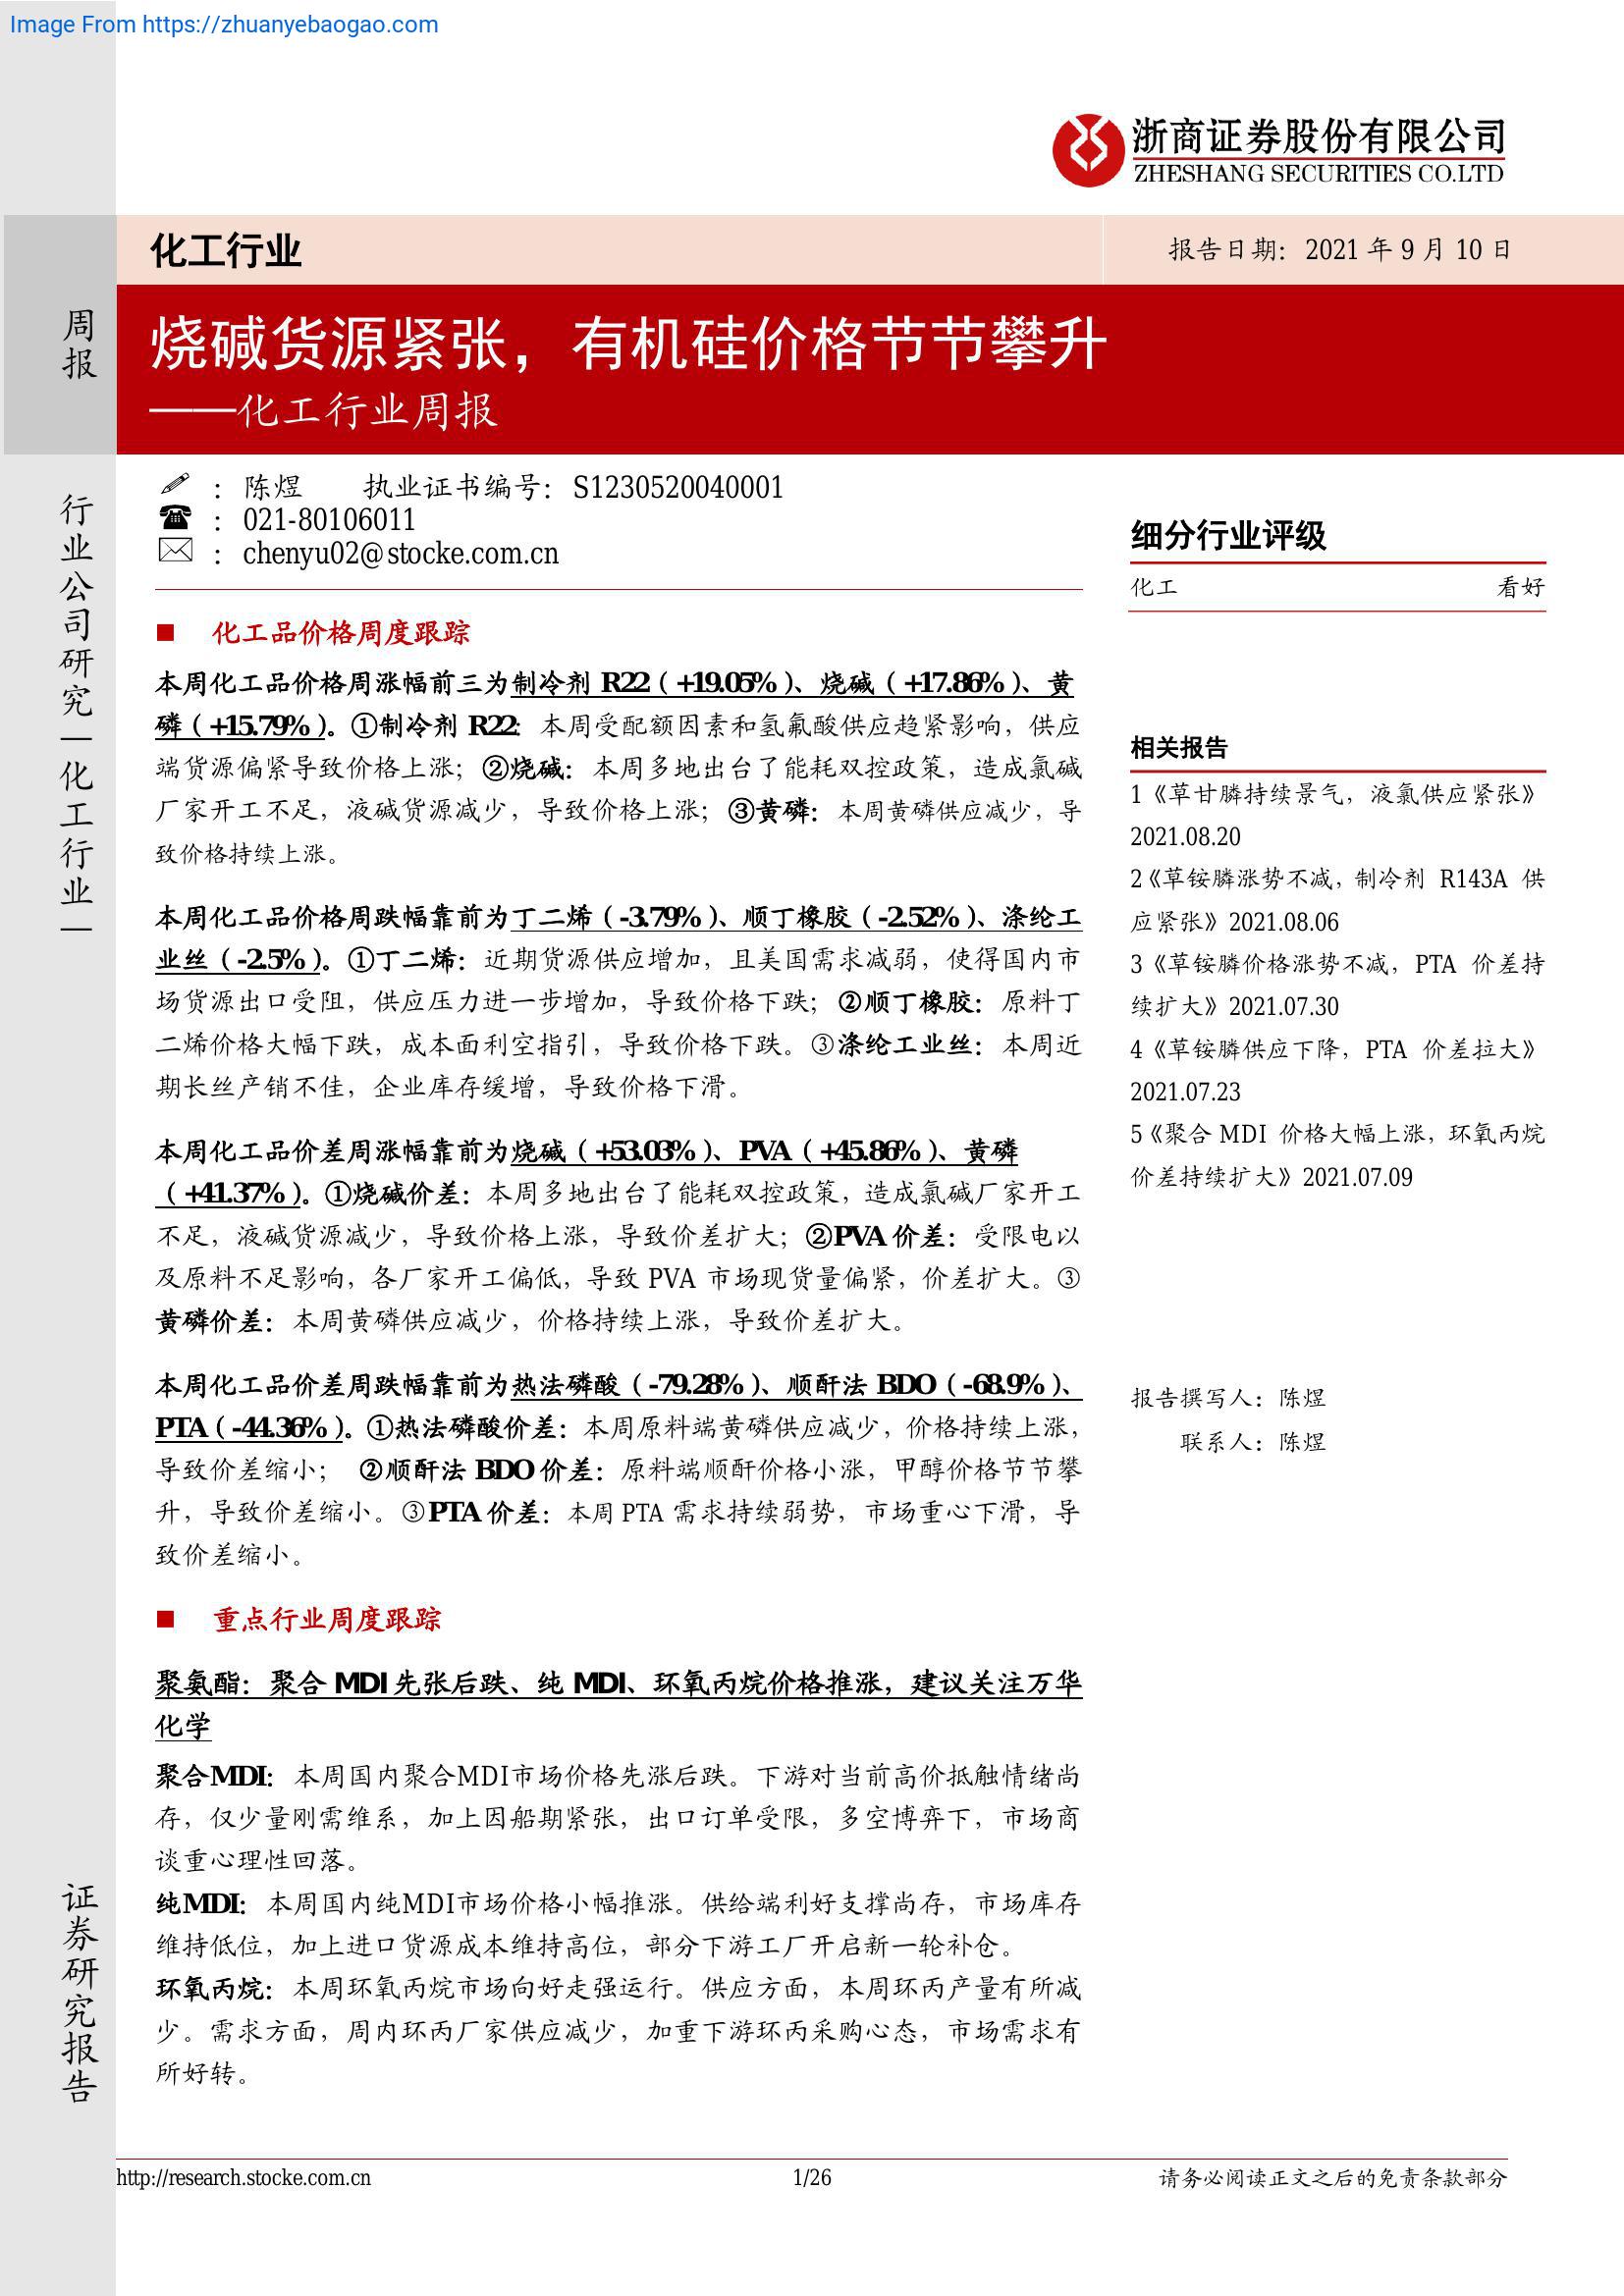 Image From https://zhuanyebaogao.com
浙商证券股份有限公司
ZHESHANG SECURITIES CO.LTD
化工行业
报告日期：2021 年 9 月 10 日
周报
烧碱货源紧张，有机硅价格节节攀升
——化工行业周报
行业公司研究—化工行业—
证券研究报告
：陈煜 执业证书编号：S1230520040001
：021-80106011
：chenyu02@stocke.com.cn
化工品价格周度跟踪
本周化工品价格周涨幅前三为制冷剂 R22（+19.05%）、烧碱（+17.86%）、黄
磷（+15.79%）。①制冷剂 R22：本周受配额因素和氢氟酸供应趋紧影响，供应
端货源偏紧导致价格上涨；②烧碱：本周多地出台了能耗双控政策，造成氯碱
厂家开工不足，液碱货源减少，导致价格上涨；③黄磷：本周黄磷供应减少，导
致价格持续上涨。
本周化工品价格周跌幅靠前为丁二烯（-3.79%）、顺丁橡胶（-2.52%）、涤纶工
业丝（-2.5%）。①丁二烯：近期货源供应增加，且美国需求减弱，使得国内市
场货源出口受阻，供应压力进一步增加，导致价格下跌；②顺丁橡胶：原料丁
二烯价格大幅下跌，成本面利空指引，导致价格下跌。③涤纶工业丝：本周近
期长丝产销不佳，企业库存缓增，导致价格下滑。
本周化工品价差周涨幅靠前为烧碱（+53.03%）、PVA（+45.86%）、黄磷
（+41.37%）。①烧碱价差：本周多地出台了能耗双控政策，造成氯碱厂家开工
不足，液碱货源减少，导致价格上涨，导致价差扩大；②PVA 价差：受限电以
及原料不足影响，各厂家开工偏低，导致 PVA 市场现货量偏紧，价差扩大。③
黄磷价差：本周黄磷供应减少，价格持续上涨，导致价差扩大。
本周化工品价差周跌幅靠前为热法磷酸（-79.28%）、顺酐法 BDO（-68.9%）、
PTA（-44.36%）。①热法磷酸价差：本周原料端黄磷供应减少，价格持续上涨，
导致价差缩小； ②顺酐法 BDO 价差：原料端顺酐价格小涨，甲醇价格节节攀
升，导致价差缩小。③PTA 价差：本周 PTA 需求持续弱势，市场重心下滑，导
致价差缩小。
重点行业周度跟踪
聚氨酯：聚合 MDI 先张后跌、纯 MDI、环氧丙烷价格推涨，建议关注万华
化学
聚合MDI：本周国内聚合MDI市场价格先涨后跌。下游对当前高价抵触情绪尚
存，仅少量刚需维系，加上因船期紧张，出口订单受限，多空博弈下，市场商
谈重心理性回落。
纯MDI：本周国内纯MDI市场价格小幅推涨。供给端利好支撑尚存，市场库存
维持低位，加上进口货源成本维持高位，部分下游工厂开启新一轮补仓。
环氧丙烷：本周环氧丙烷市场向好走强运行。供应方面，本周环丙产量有所减
少。需求方面，周内环丙厂家供应减少，加重下游环丙采购心态，市场需求有
所好转。
细分行业评级
化工 看好
相关报告
1《草甘膦持续景气，液氯供应紧张》
2021.08.20
2《草铵膦涨势不减，制冷剂 R143A 供
应紧张》2021.08.06
3《草铵膦价格涨势不减，PTA 价差持
续扩大》2021.07.30
4《草铵膦供应下降，PTA 价差拉大》
2021.07.23
5《聚合 MDI 价格大幅上涨，环氧丙烷
价差持续扩大》2021.07.09
报告撰写人：陈煜
联系人：陈煜
http://research.stocke.com.cn
1/26
请务必阅读正文之后的免责条款部分